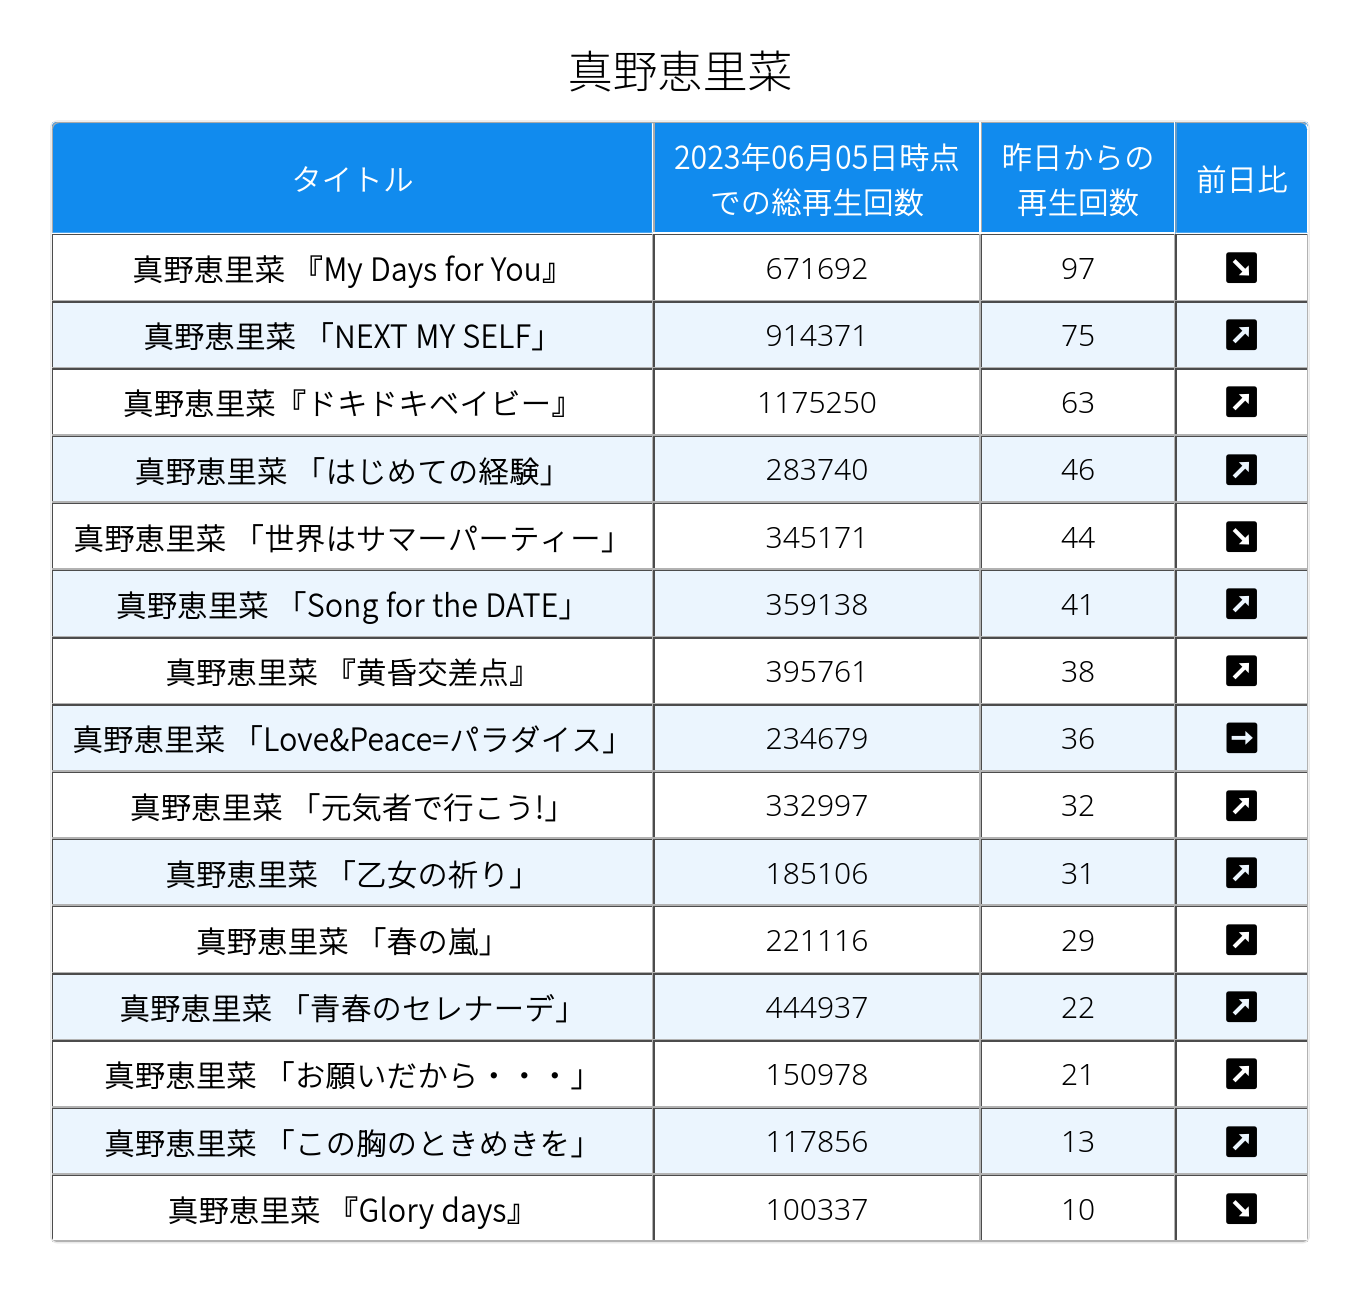 真野恵里菜
タイトル
2023年06月05日時点
での総再生回数
昨日からの
再生回数
前日比
真野恵里菜 『My Days for You』 671692 97 ↘
真野恵里菜 「NEXT MY SELF」 914371 75 ↗
真野恵里菜『ドキドキベイビー』 1175250 63 ↗
真野恵里菜 「はじめての経験」 283740 46 ↗
真野恵里菜 「世界はサマーパーティー」 345171 44 ↘
真野恵里菜 「Song for the DATE」 359138 41 ↗
真野恵里菜 『黄昏交差点』 395761 38 ↗
真野恵里菜 「Love&Peace=パラダイス」 234679 36 →
真野恵里菜 「元気者で行こう!」 332997 32 ↗
真野恵里菜 「乙女の祈り」 185106 31 ↗
真野恵里菜 「春の嵐」 221116 29 ↗
真野恵里菜 「青春のセレナーデ」 444937 22 ↗
真野恵里菜 「お願いだから・・・」 150978 21 ↗
真野恵里菜 「この胸のときめきを」 117856 13 ↗
真野恵里菜 『Glory days』 100337 10 ↘